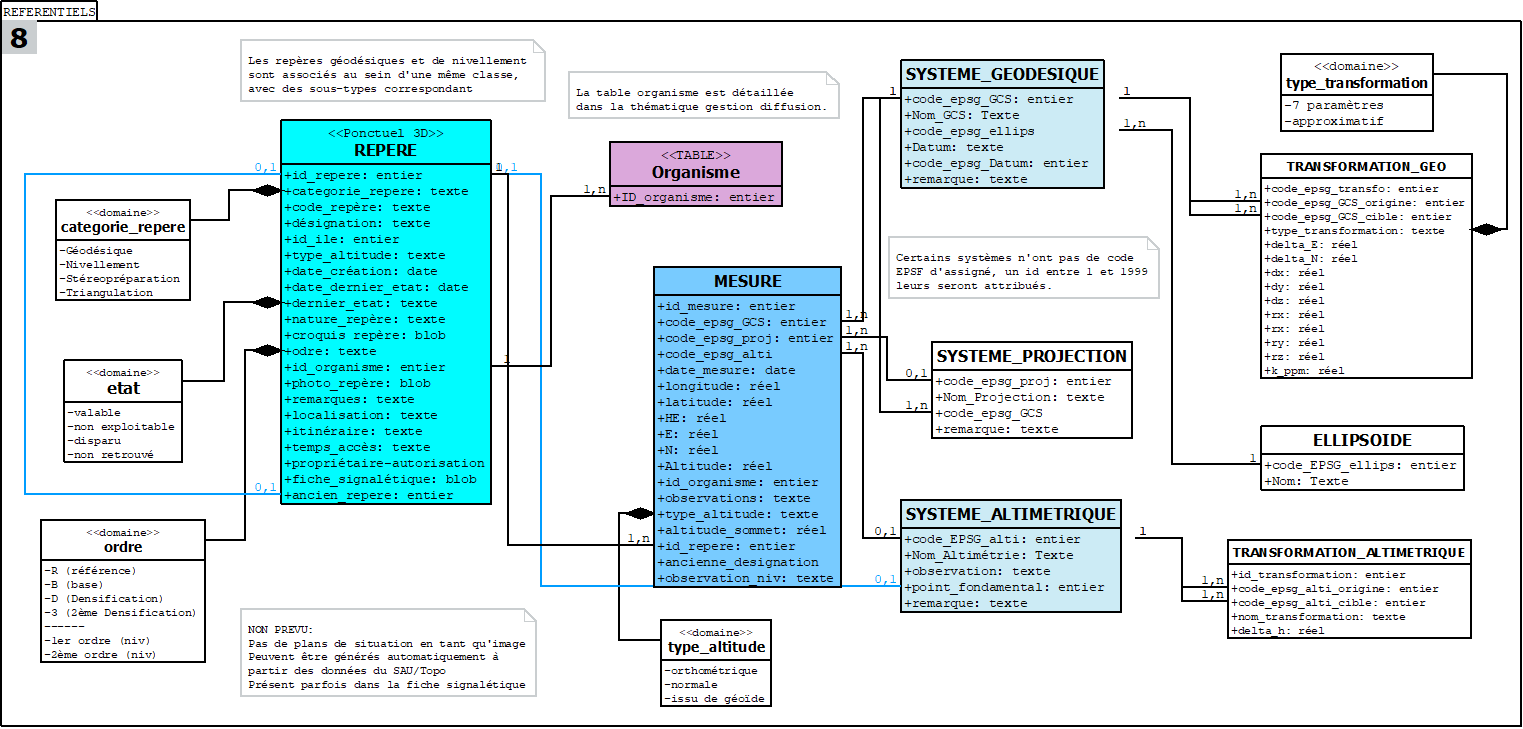 REFERENTIELS
8
Les repères géodésiques et de nivellement
sont associés au sein d'une même classe,
avec des sous-types correspondant
La table organisme est détaillée
dans la thématique gestion diffusion.
<<Ponctuel 3D>>
REPERE
+id_repere: entier
+categorie_repere: texte
+code_repère: texte
+désignation: texte
+id_ile: entier
+type_altitude: texte
+date_création: date
+date_dernier_etat: date
+dernier_etat: texte
+nature_repère: texte
+croquis repère: blob
+odre: texte
+id_organisme: entier
+photo_repère: blob
+remarques: texte
+localisation: texte
+itinéraire: texte
+temps_accès: texte
+propriétaire-autorisation
+fiche_signalétique: blob
+ancien_repere: entier
0,1
0,1
0,1
1
1
<<domaine>>
categorie_repere
-Géodésique
-Nivellement
-Stéréopréparation
-Triangulation
<<domaine>>
etat
-valable
-non exploitable
-disparu
-non retrouvé
<<domaine>>
ordre
-R (référence)
-B (base)
-D (Densification)
-3 (2ème Densification)
------
-1er ordre (niv)
-2ème ordre (niv)
NON PREVU:
Pas de plans de situation en tant qu'image
Peuvent être générés automatiquement à
partir des données du SAU/Topo
Présent parfois dans la fiche signalétique
<<TABLE>>
Organisme
+ID_organisme: entier
1,n
MESURE
+id_mesure: entier
+code_epsg_GCS: entier
+code_epsg_proj: entier
+code_epsg_alti
+date_mesure: date
+longitude: réel
+latitude: réel
+HE: réel
+E: réel
+N: réel
+Altitude: réel
+id_organisme: entier
+observations: texte
+type_altitude: texte
+altitude_sommet: réel
+id_repere: entier
+ancienne_designation
+observation_niv: texte
1,n
1,n
1,n
1,n
<<domaine>>
type_altitude
-orthométrique
-normale
-issu de géoïde
SYSTEME_GEODESIQUE
+code_epsg_GCS: entier
+Nom_GCS: Texte
+code_epsg_ellips
+Datum: texte
+code_epsg_Datum: entier
+remarque: texte
1
1
1,n
Certains systèmes n'ont pas de code
EPSF d'assigné, un id entre 1 et 1999
leurs seront attribués.
SYSTEME_PROJECTION
+code_epsg_proj: entier
+Nom_Projection: texte
+code_epsg_GCS
+remarque: texte
0,1
1,n
SYSTEME_ALTIMETRIQUE
+code_EPSG_alti: entier
+Nom_Altimétrie: Texte
+observation: texte
+point_fondamental: entier
+remarque: texte
0,1
0,1
1
<<domaine>>
type_transformation
-7 paramètres
-approximatif
TRANSFORMATION_GEO
+code_epsg_transfo: entier
+code_epsg_GCS_origine: entier
+code_epsg_GCS_cible: entier
+type_transformation: texte
+delta_E: réel
+delta_N: réel
+dx: réel
+dy: réel
+dz: réel
+rx: réel
+rx: réel
+ry: réel
+rz: réel
+k_ppm: réel
1,n
1,n
ELLIPSOIDE
+code_EPSG_ellips: entier
+Nom: Texte
1
TRANSFORMATION_ALTIMETRIQUE
+id_transformation: entier
+code_epsg_alti_origine: entier
+code_epsg_alti_cible: entier
+nom_transformation: texte
+delta_h: réel
1,n
1,n